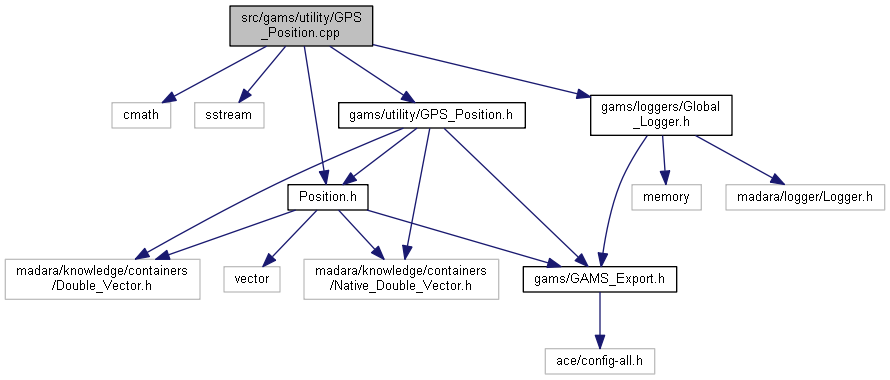 src/gams/utility/GPS
_Position.cpp
cmath
sstream
gams/utility/GPS_Position.h
gams/loggers/Global
_Logger.h
Position.h
memory
madara/logger/Logger.h
madara/knowledge/containers
/Double_Vector.h
vector
madara/knowledge/containers
/Native_Double_Vector.h
gams/GAMS_Export.h
ace/config-all.h